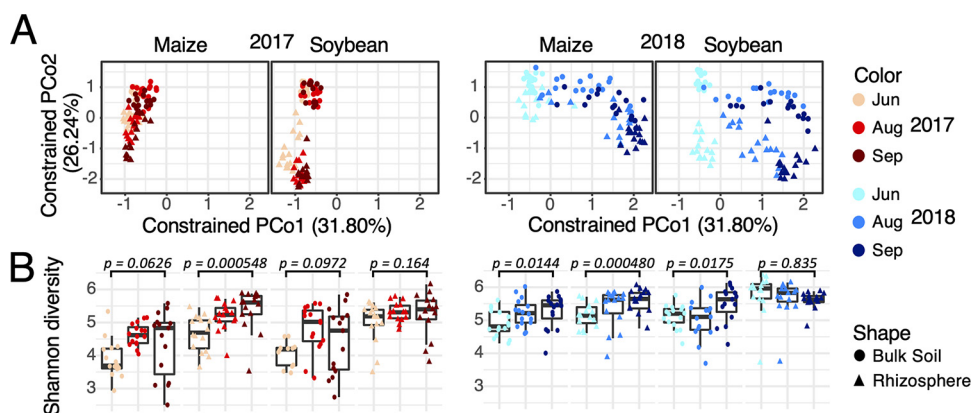 A
Maize 2017 Soybean
Maize 2018 Soybean
Constrained PCo2
(26.24%)
1
0
-1
-2
-1 0 1 2 -1 0 1 2
Constrained PCo1 (31.80%)
1
0
-1
-2
-1 0 1 2 -1 0 1 2
Constrained PCo1 (31.80%)
Color
Jun
Aug 2017
Sep
Jun
Aug 2018
Sep
B
Shannon diversity
p = 0.0626 p = 0.000548 p = 0.0972 p = 0.164
6
5
4
3
p = 0.0144 p = 0.000480 p = 0.0175 p = 0.835
6
5
4
3
Shape
Bulk Soil
Rhizosphere